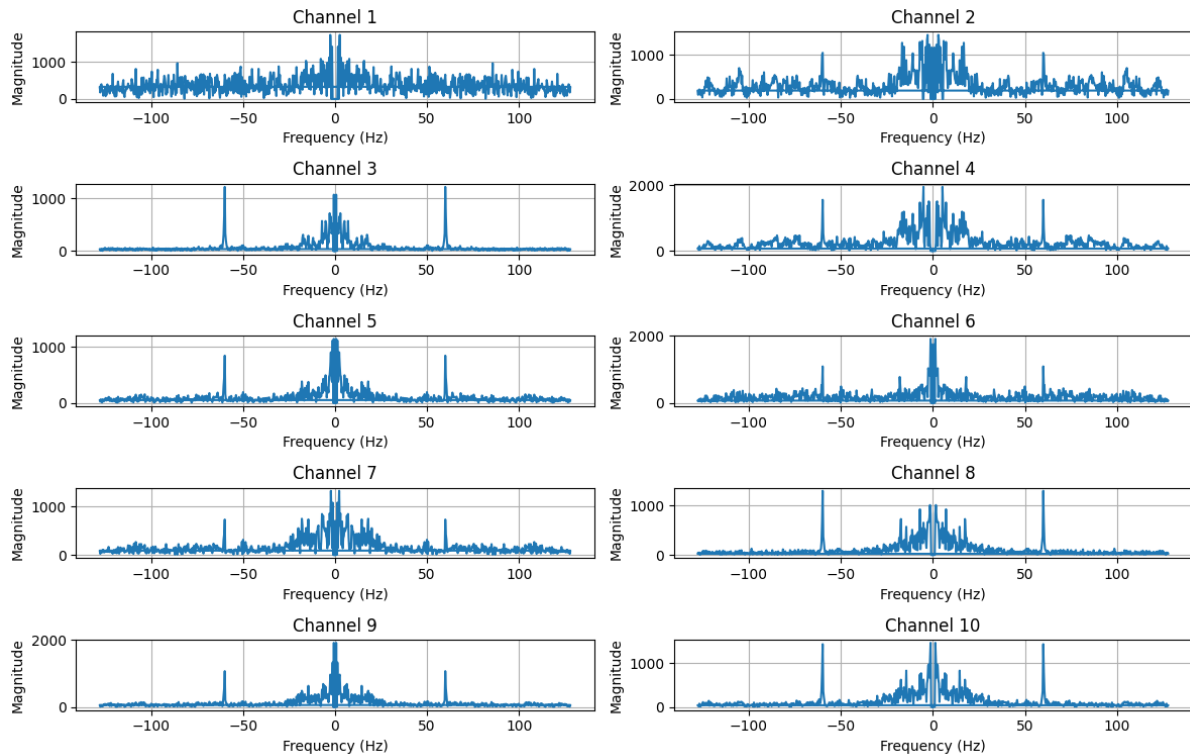 Channel 1
Magnitude
1000
0
−100
−50
0
50
100
Frequency (Hz)
Channel 2
Magnitude
1000
0
−100
−50
0
50
100
Frequency (Hz)
Channel 3
Magnitude
1000
0
−100
−50
0
50
100
Frequency (Hz)
Channel 4
Magnitude
2000
0
−100
−50
0
50
100
Frequency (Hz)
Channel 5
Magnitude
1000
0
−100
−50
0
50
100
Frequency (Hz)
Channel 6
Magnitude
2000
0
−100
−50
0
50
100
Frequency (Hz)
Channel 7
Magnitude
1000
0
−100
−50
0
50
100
Frequency (Hz)
Channel 8
Magnitude
1000
0
−100
−50
0
50
100
Frequency (Hz)
Channel 9
Magnitude
2000
0
−100
−50
0
50
100
Frequency (Hz)
Channel 10
Magnitude
1000
0
−100
−50
0
50
100
Frequency (Hz)